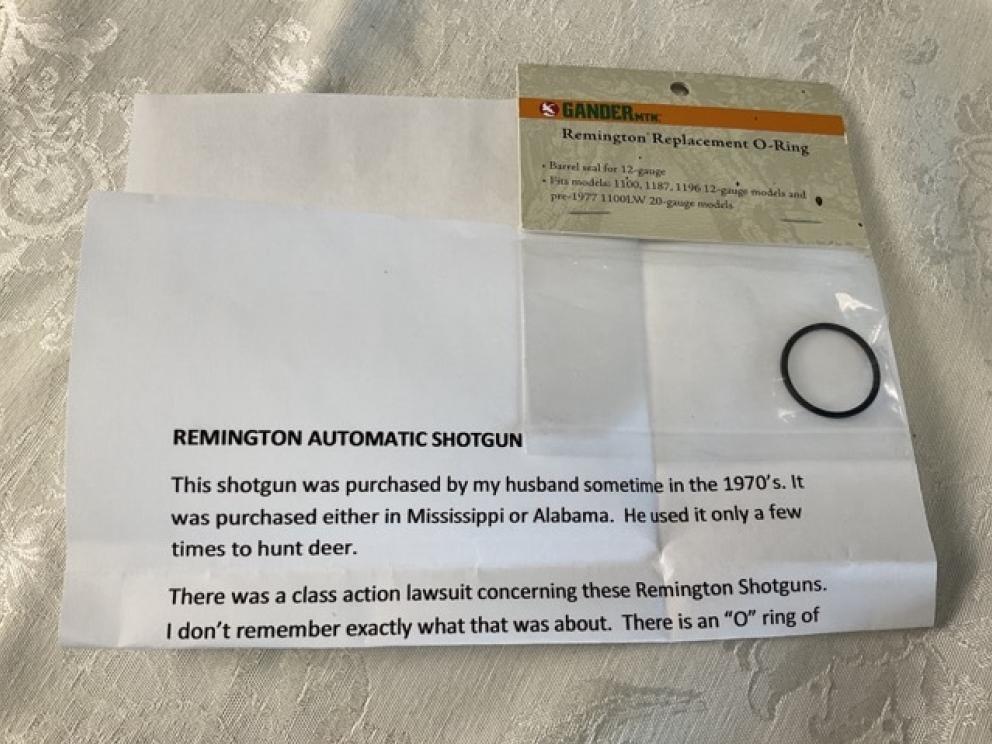 GANDER MTN.
Remington® Replacement O-Ring
• Barrel seal for 12-gauge
• Fits models: 1100, 1187, 1196 12-gauge models and
pre-1977 1100LW 20-gauge models
REMINGTON AUTOMATIC SHOTGUN
This shotgun was purchased by my husband sometime in the 1970's. It
was purchased either in Mississippi or Alabama. He used it only a few
times to hunt deer.
There was a class action lawsuit concerning these Remington Shotguns.
I don't remember exactly what that was about. There is an "O" ring of